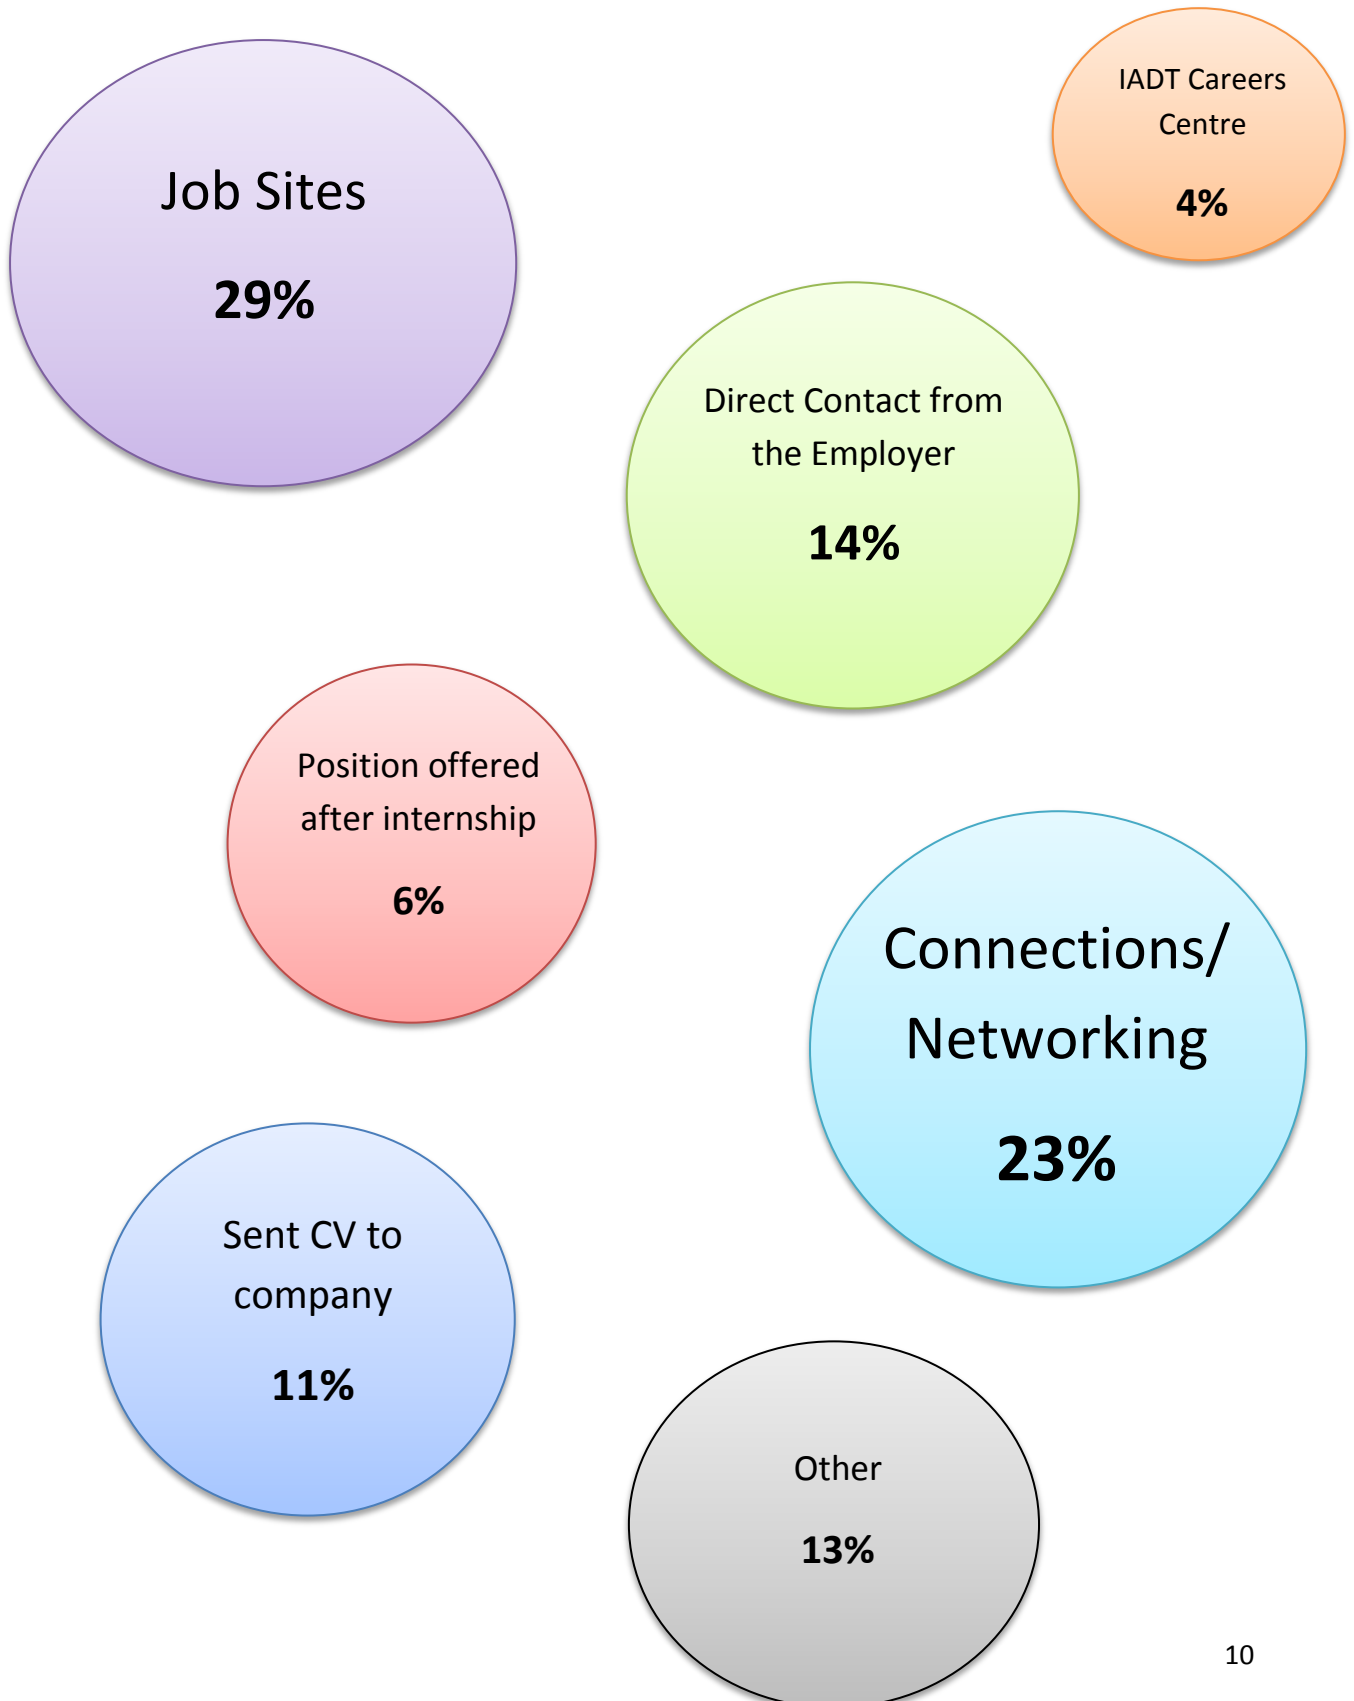 Job Sites
29%
IADT Careers
Centre
4%
Direct Contact from
the Employer
14%
Position offered
after internship
6%
Connections/
Networking
23%
Sent CV to
company
11%
Other
13%
10